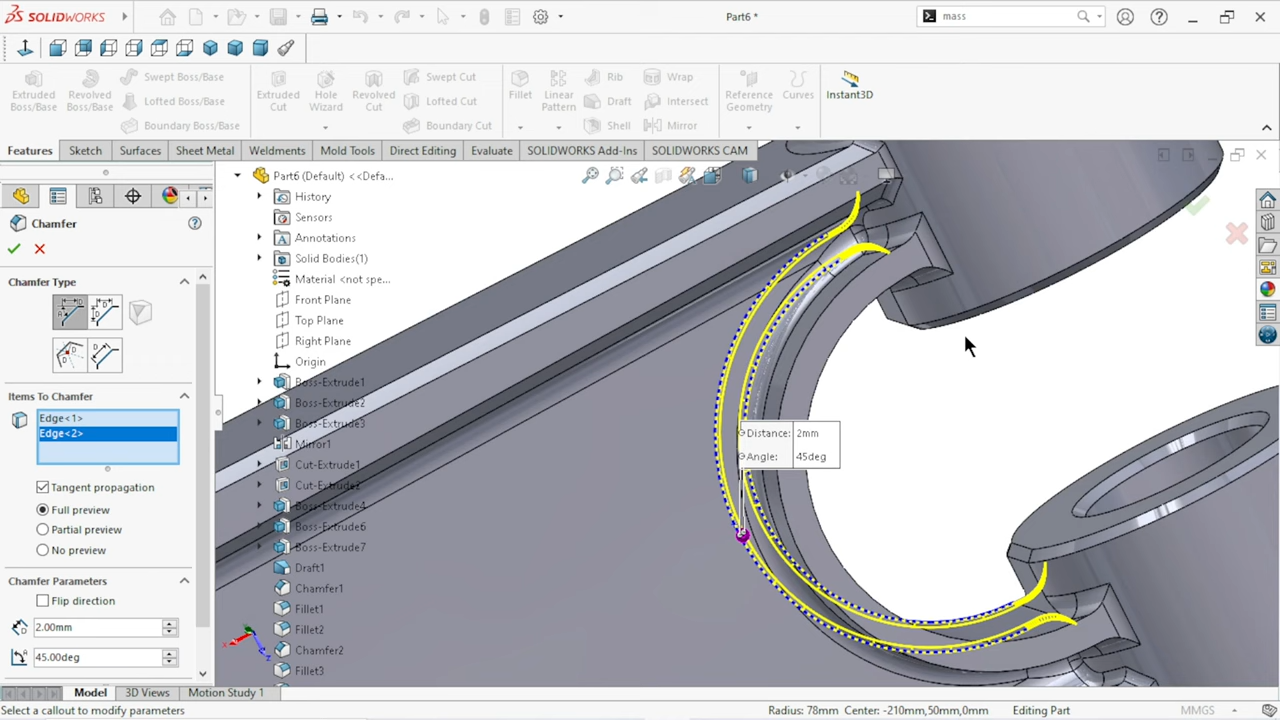 SOLIDWORKS
Part6 *
mass
Extruded Boss/Base
Revolved Boss/Base
Swept Boss/Base
Lofted Boss/Base
Boundary Boss/Base
Extruded Cut
Hole Wizard
Revolved Cut
Swept Cut
Lofted Cut
Boundary Cut
Fillet
Linear Pattern
Rib
Draft
Shell
Wrap
Intersect
Mirror
Reference Geometry
Curves
Instant3D
Features
Sketch
Surfaces
Sheet Metal
Weldments
Mold Tools
Direct Editing
Evaluate
SOLIDWORKS Add-Ins
SOLIDWORKS CAM
Chamfer
Chamfer Type
Items To Chamfer
Edge<1>
Edge<2>
Tangent propagation
Full preview
Partial preview
No preview
Chamfer Parameters
Flip direction
2.00mm
45.00deg
Part6 (Default) <<Defa...
History
Sensors
Annotations
Solid Bodies(1)
Material <not spe...
Front Plane
Top Plane
Right Plane
Origin
Boss-Extrude1
Boss-Extrude2
Boss-Extrude3
Mirror1
Cut-Extrude1
Cut-Extrude2
Boss-Extrude4
Boss-Extrude6
Boss-Extrude7
Draft1
Chamfer1
Fillet1
Fillet2
Chamfer2
Fillet3
Distance: 2mm
Angle: 45deg
Model
3D Views
Motion Study 1
Select a callout to modify parameters
Radius: 78mm Center: -210mm,50mm,0mm
Editing Part
MMGS